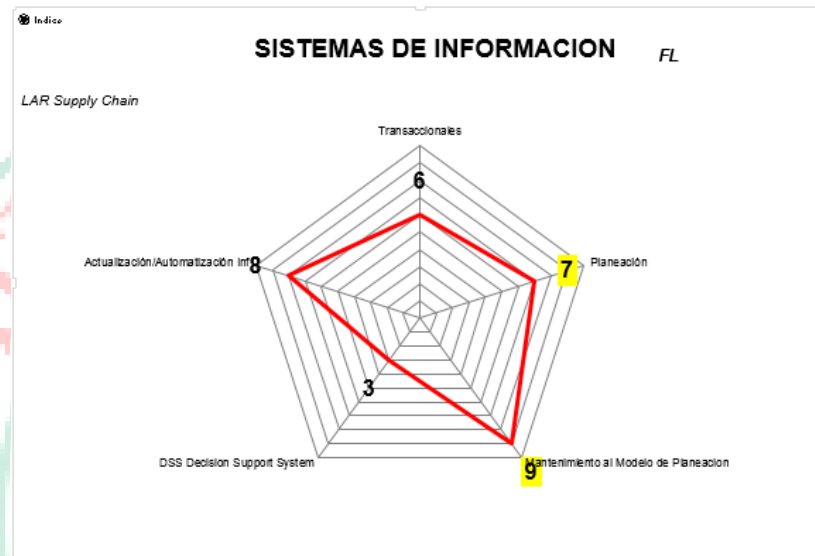 Indice
SISTEMAS DE INFORMACION
FL
LAR Supply Chain
Transaccionales
6
Actualización/Automatización Inf
8
7
Planeación
3
DSS Decision Support System
9
Mantenimiento al Modelo de Planeacion